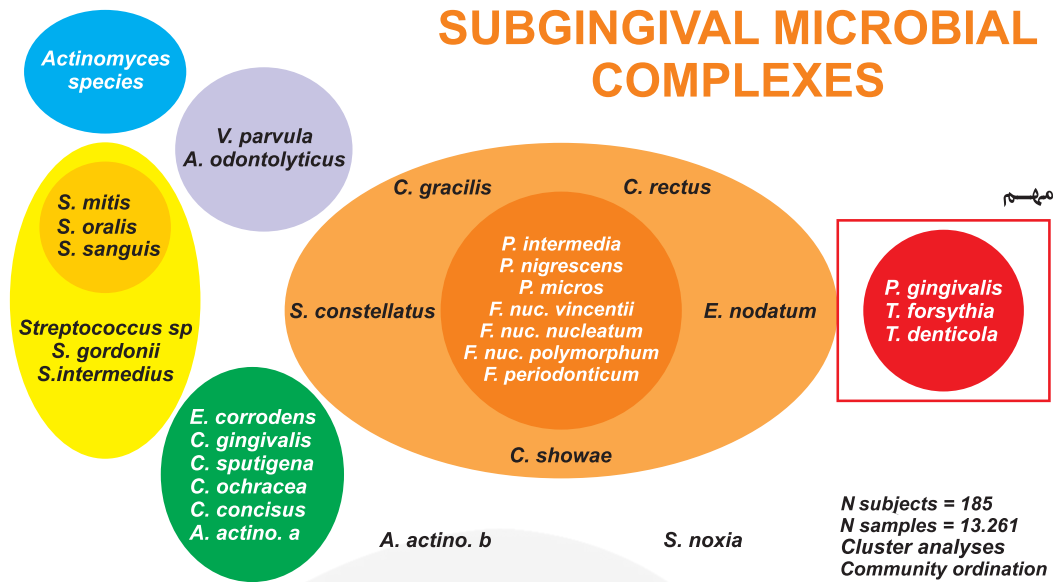 SUBGINGIVAL MICROBIAL
COMPLEXES
Actinomyces
species
V. parvula
A. odontolyticus
S. mitis
S. oralis
S. sanguis
Streptococcus sp
S. gordonii
S.intermedius
E. corrodens
C. gingivalis
C. sputigena
C. ochracea
C. concisus
A. actino. a
C. gracilis
C. rectus
S. constellatus
E. nodatum
C. showae
P. intermedia
P. nigrescens
P. micros
F. nuc. vincentii
F. nuc. nucleatum
F. nuc. polymorphum
F. periodonticum
P. gingivalis
T. forsythia
T. denticola
A. actino. b
S. noxia
N subjects = 185
N samples = 13.261
Cluster analyses
Community ordination